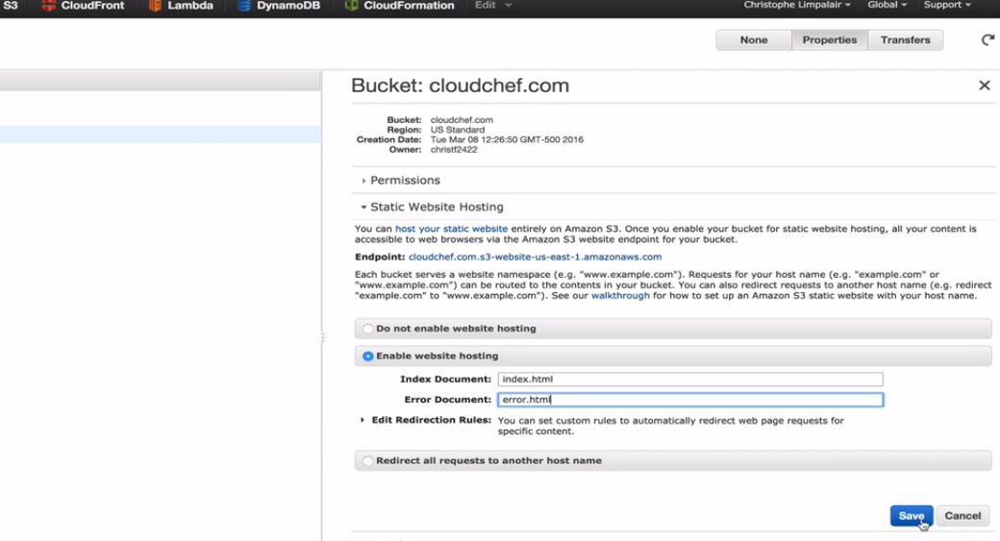 S3 CloudFront Lambda DynamoDB CloudFormation Edit Christophe Limpalair Global Support
None Properties Transfers
Bucket: cloudchef.com
Bucket: cloudchef.com
Region: US Standard
Creation Date: Tue Mar 08 12:26:50 GMT-500 2016
Owner: christf2422
Permissions
Static Website Hosting
You can host your static website entirely on Amazon S3. Once you enable your bucket for static website hosting, all your content is
accessible to web browsers via the Amazon S3 website endpoint for your bucket.
Endpoint: cloudchef.com.s3-website-us-east-1.amazonaws.com
Each bucket serves a website namespace (e.g. "www.example.com"). Requests for your host name (e.g. "example.com" or
"www.example.com") can be routed to the contents in your bucket. You can also redirect requests to another host name (e.g. redirect
"example.com" to "www.example.com"). See our walkthrough for how to set up an Amazon S3 static website with your host name.
Do not enable website hosting
Enable website hosting
Index Document: index.html
Error Document: error.html
Edit Redirection Rules: You can set custom rules to automatically redirect web page requests for
specific content.
Redirect all requests to another host name
Save Cancel